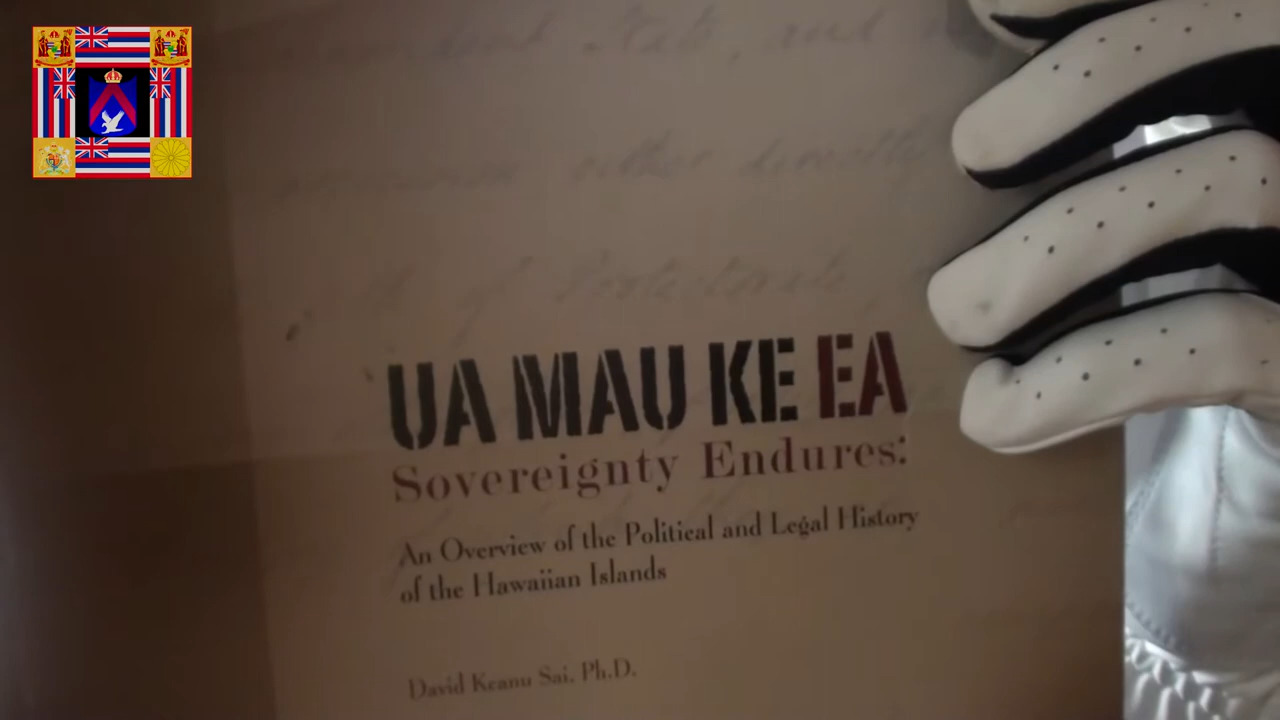 UA MAU KE EA
Sovereignty Endures:
An Overview of the Political and Legal History
of the Hawaiian Islands
David Keanu Sai, Ph.D.